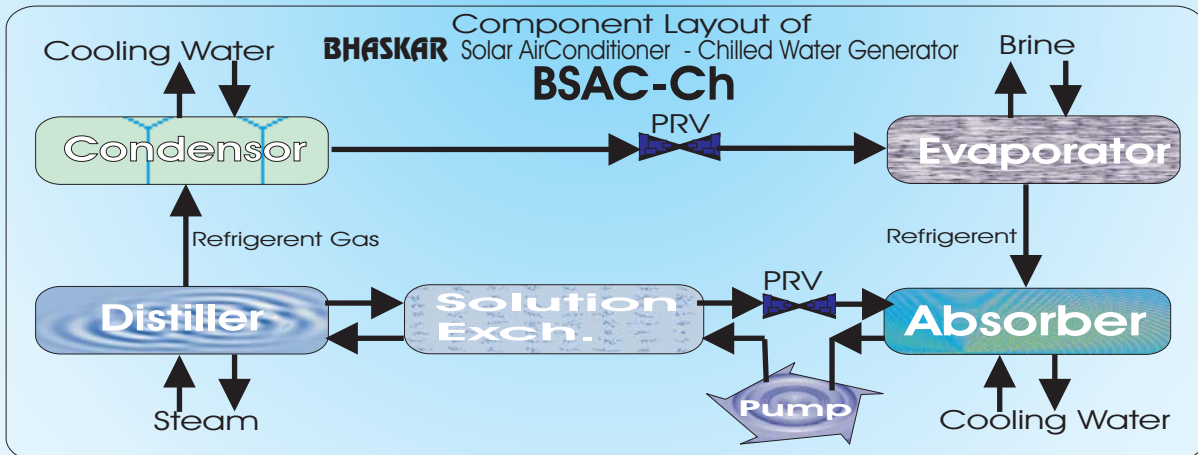 Component Layout of
BHASKAR Solar AirConditioner - Chilled Water Generator
BSAC-Ch
Cooling Water
Brine
PRV
Condensor
Evaporator
Refrigerent Gas
Refrigerent
PRV
Distiller
Solution
Exch.
Absorber
Pump
Steam
Cooling Water